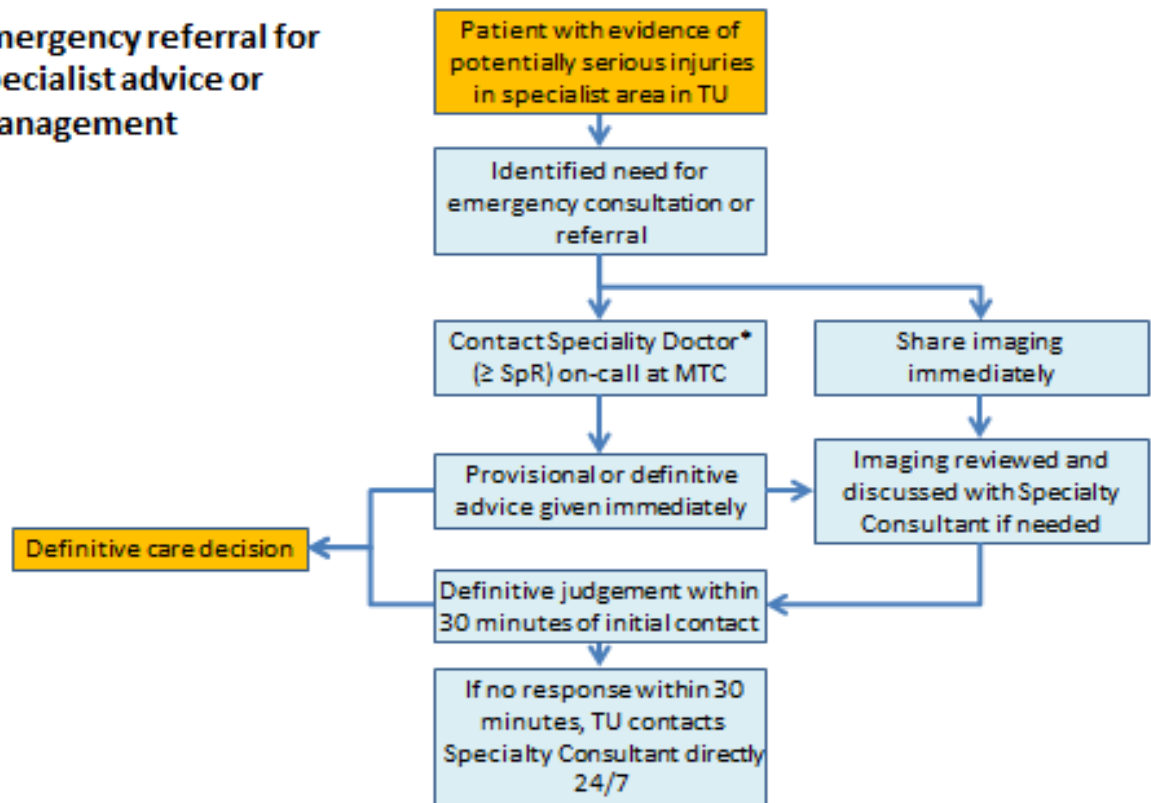 mergency referral for
pecialist advice or
anagement
Patient with evidence of
potentially serious injuries
in specialist area in TU
Identified need for
emergency consultation or
referral
Contact Speciality Doctor*
(≥ SpR) on-call at MTC
Share imaging
immediately
Provisional or definitive
advice given immediately
Imaging reviewed and
discussed with Specialty
Consultant if needed
Definitive care decision
Definitive judgement within
30 minutes of initial contact
If no response within 30
minutes, TU contacts
Specialty Consultant directly
24/7